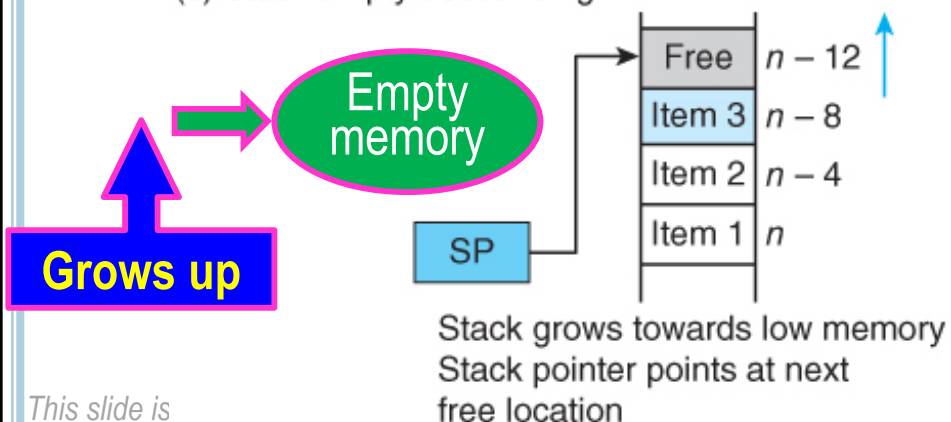 Free n – 12
Empty
memory
Item 3 n – 8
Item 2 n – 4
Item 1 n
SP
Grows up
Stack grows towards low memory
Stack pointer points at next
free location
This slide is